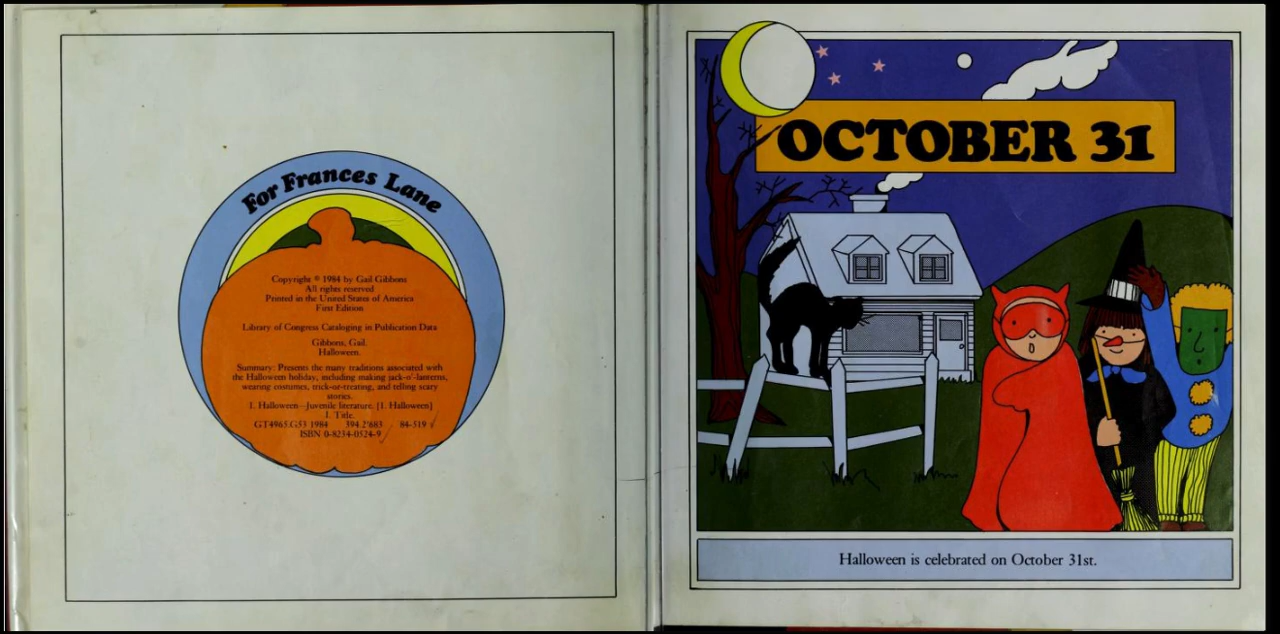 For Frances Lane
Copyright © 1984 by Gail Gibbons.
All rights reserved
Printed in the United States of America
First Edition
Library of Congress Cataloging in Publication Data
Gibbons, Gail.
Halloween.
Summary: Presents the many traditions associated with
the Halloween holiday, including making jack-o'-lanterns,
wearing costumes, trick-or-treating, and telling scary
stories.
1. Halloween—Juvenile literature. [1. Halloween]
I. Title.
GT4965.G53 1984 394.2'683 84-519
ISBN 0-8234-0524-9
OCTOBER 31
Halloween is celebrated on October 31st.